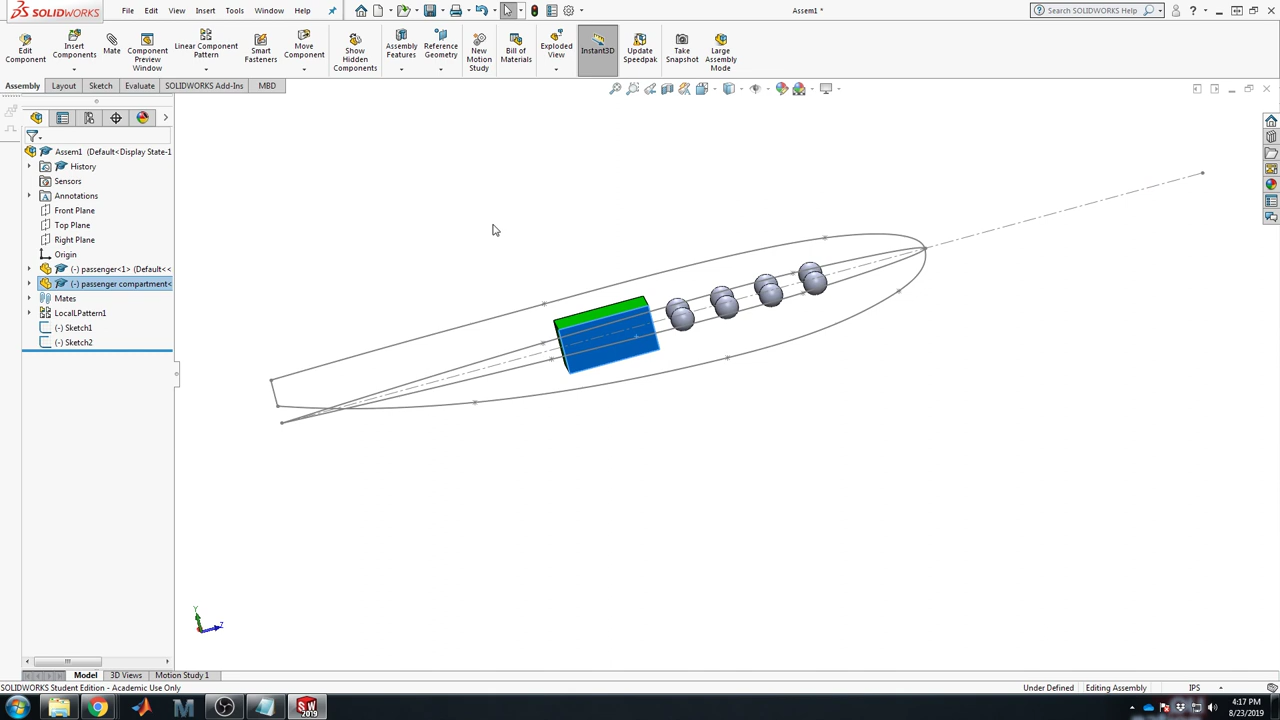 SOLIDWORKS
File Edit View Insert Tools Window Help
Assem1 *
Search SOLIDWORKS Help
Edit Component
Insert Components
Mate
Component Preview Window
Linear Component Pattern
Smart Fasteners
Move Component
Show Hidden Components
Assembly Features
Reference Geometry
New Motion Study
Bill of Materials
Exploded View
Instant3D
Update Speedpak
Take Snapshot
Large Assembly Mode
Assembly Layout Sketch Evaluate SOLIDWORKS Add-Ins MBD
Assem1 (Default<Display State-1
History
Sensors
Annotations
Front Plane
Top Plane
Right Plane
Origin
(-) passenger<1> (Default<<
(-) passenger compartment<
Mates
LocalLPattern1
(-) Sketch1
(-) Sketch2
Y
Z
Model 3D Views Motion Study 1
SOLIDWORKS Student Edition - Academic Use Only
Under Defined Editing Assembly IPS
SW
2019
4:17 PM
8/23/2019